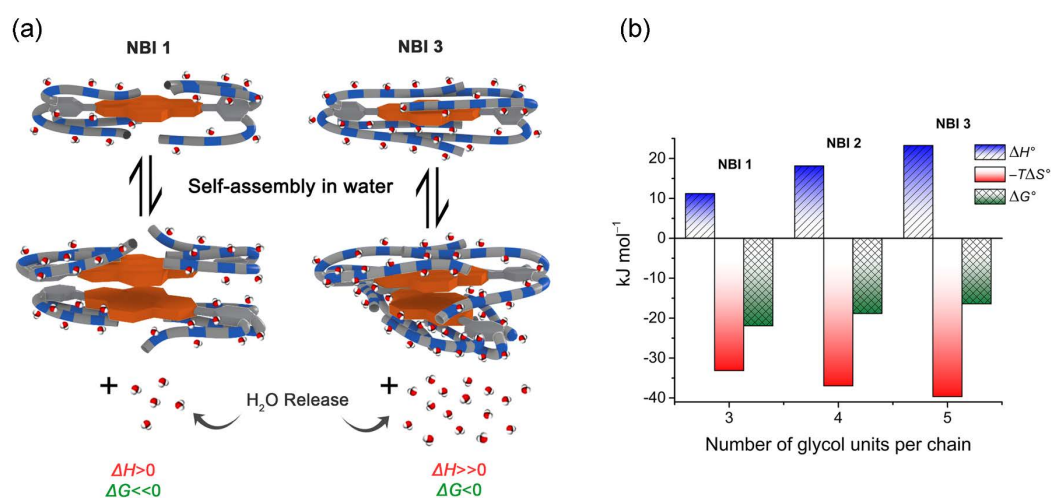 (a)
NBI 1
NBI 3
Self-assembly in water
+
+
H₂O Release
ΔH>0
ΔG<<0
ΔH>>0
ΔG<0
(b)
NBI 1
NBI 2
NBI 3
ΔH°
–TΔS°
ΔG°
kJ mol⁻¹
20
10
0
-10
-20
-30
-40
3
4
5
Number of glycol units per chain